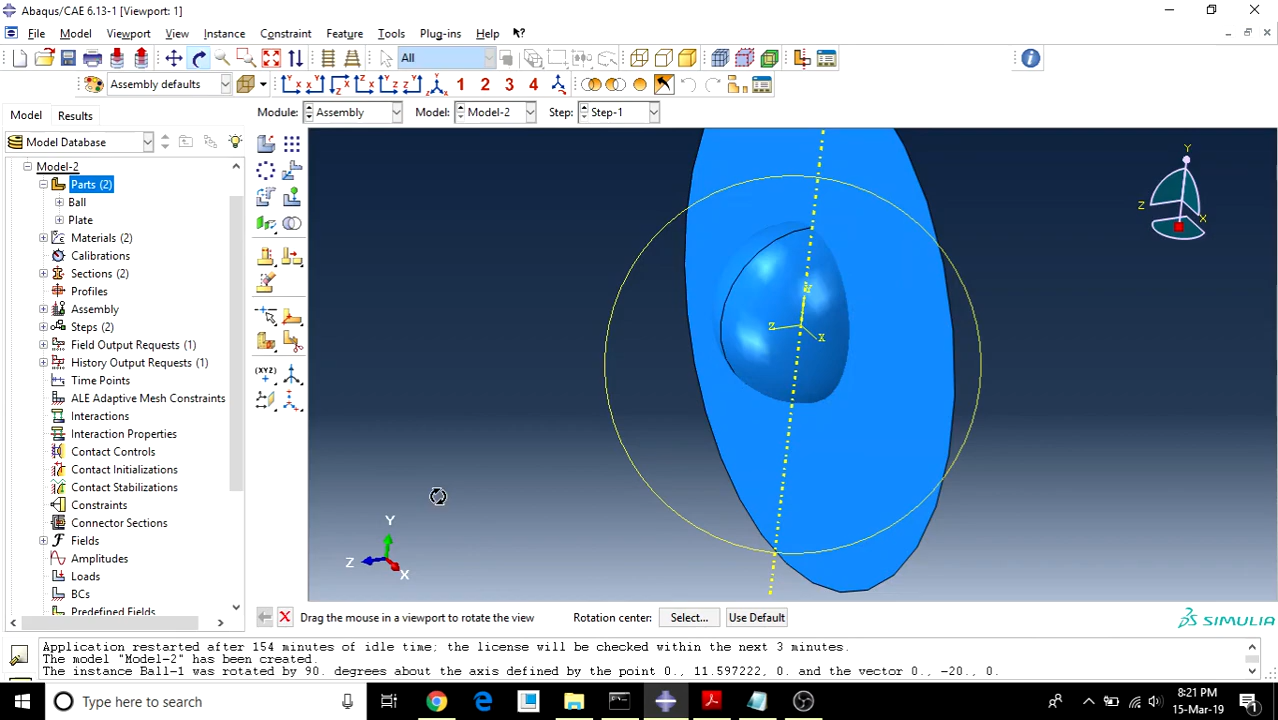 Abaqus/CAE 6.13-1 [Viewport: 1]
File Model Viewport View Instance Constraint Feature Tools Plug-ins Help
All
Assembly defaults
1 2 3 4
Model Results
Module: Assembly Model: Model-2 Step: Step-1
Model Database
Model-2
Parts (2)
Ball
Plate
Materials (2)
Calibrations
Sections (2)
Profiles
Assembly
Steps (2)
Field Output Requests (1)
History Output Requests (1)
Time Points
ALE Adaptive Mesh Constraints
Interactions
Interaction Properties
Contact Controls
Contact Initializations
Contact Stabilizations
Constraints
Connector Sections
Fields
Amplitudes
Loads
BCs
Predefined Fields
(XYZ)
Y
Z
X
Y
Z
X
Y
Z
X
Drag the mouse in a viewport to rotate the view Rotation center: Select... Use Default
SIMULIA
Application restarted after 154 minutes of idle time; the license will be checked within the next 3 minutes.
The model "Model-2" has been created.
The instance Ball-1 was rotated by 90. degrees about the axis defined by the point 0., 11.597222, 0. and the vector 0., -20., 0.
Type here to search
8:21 PM
15-Mar-19